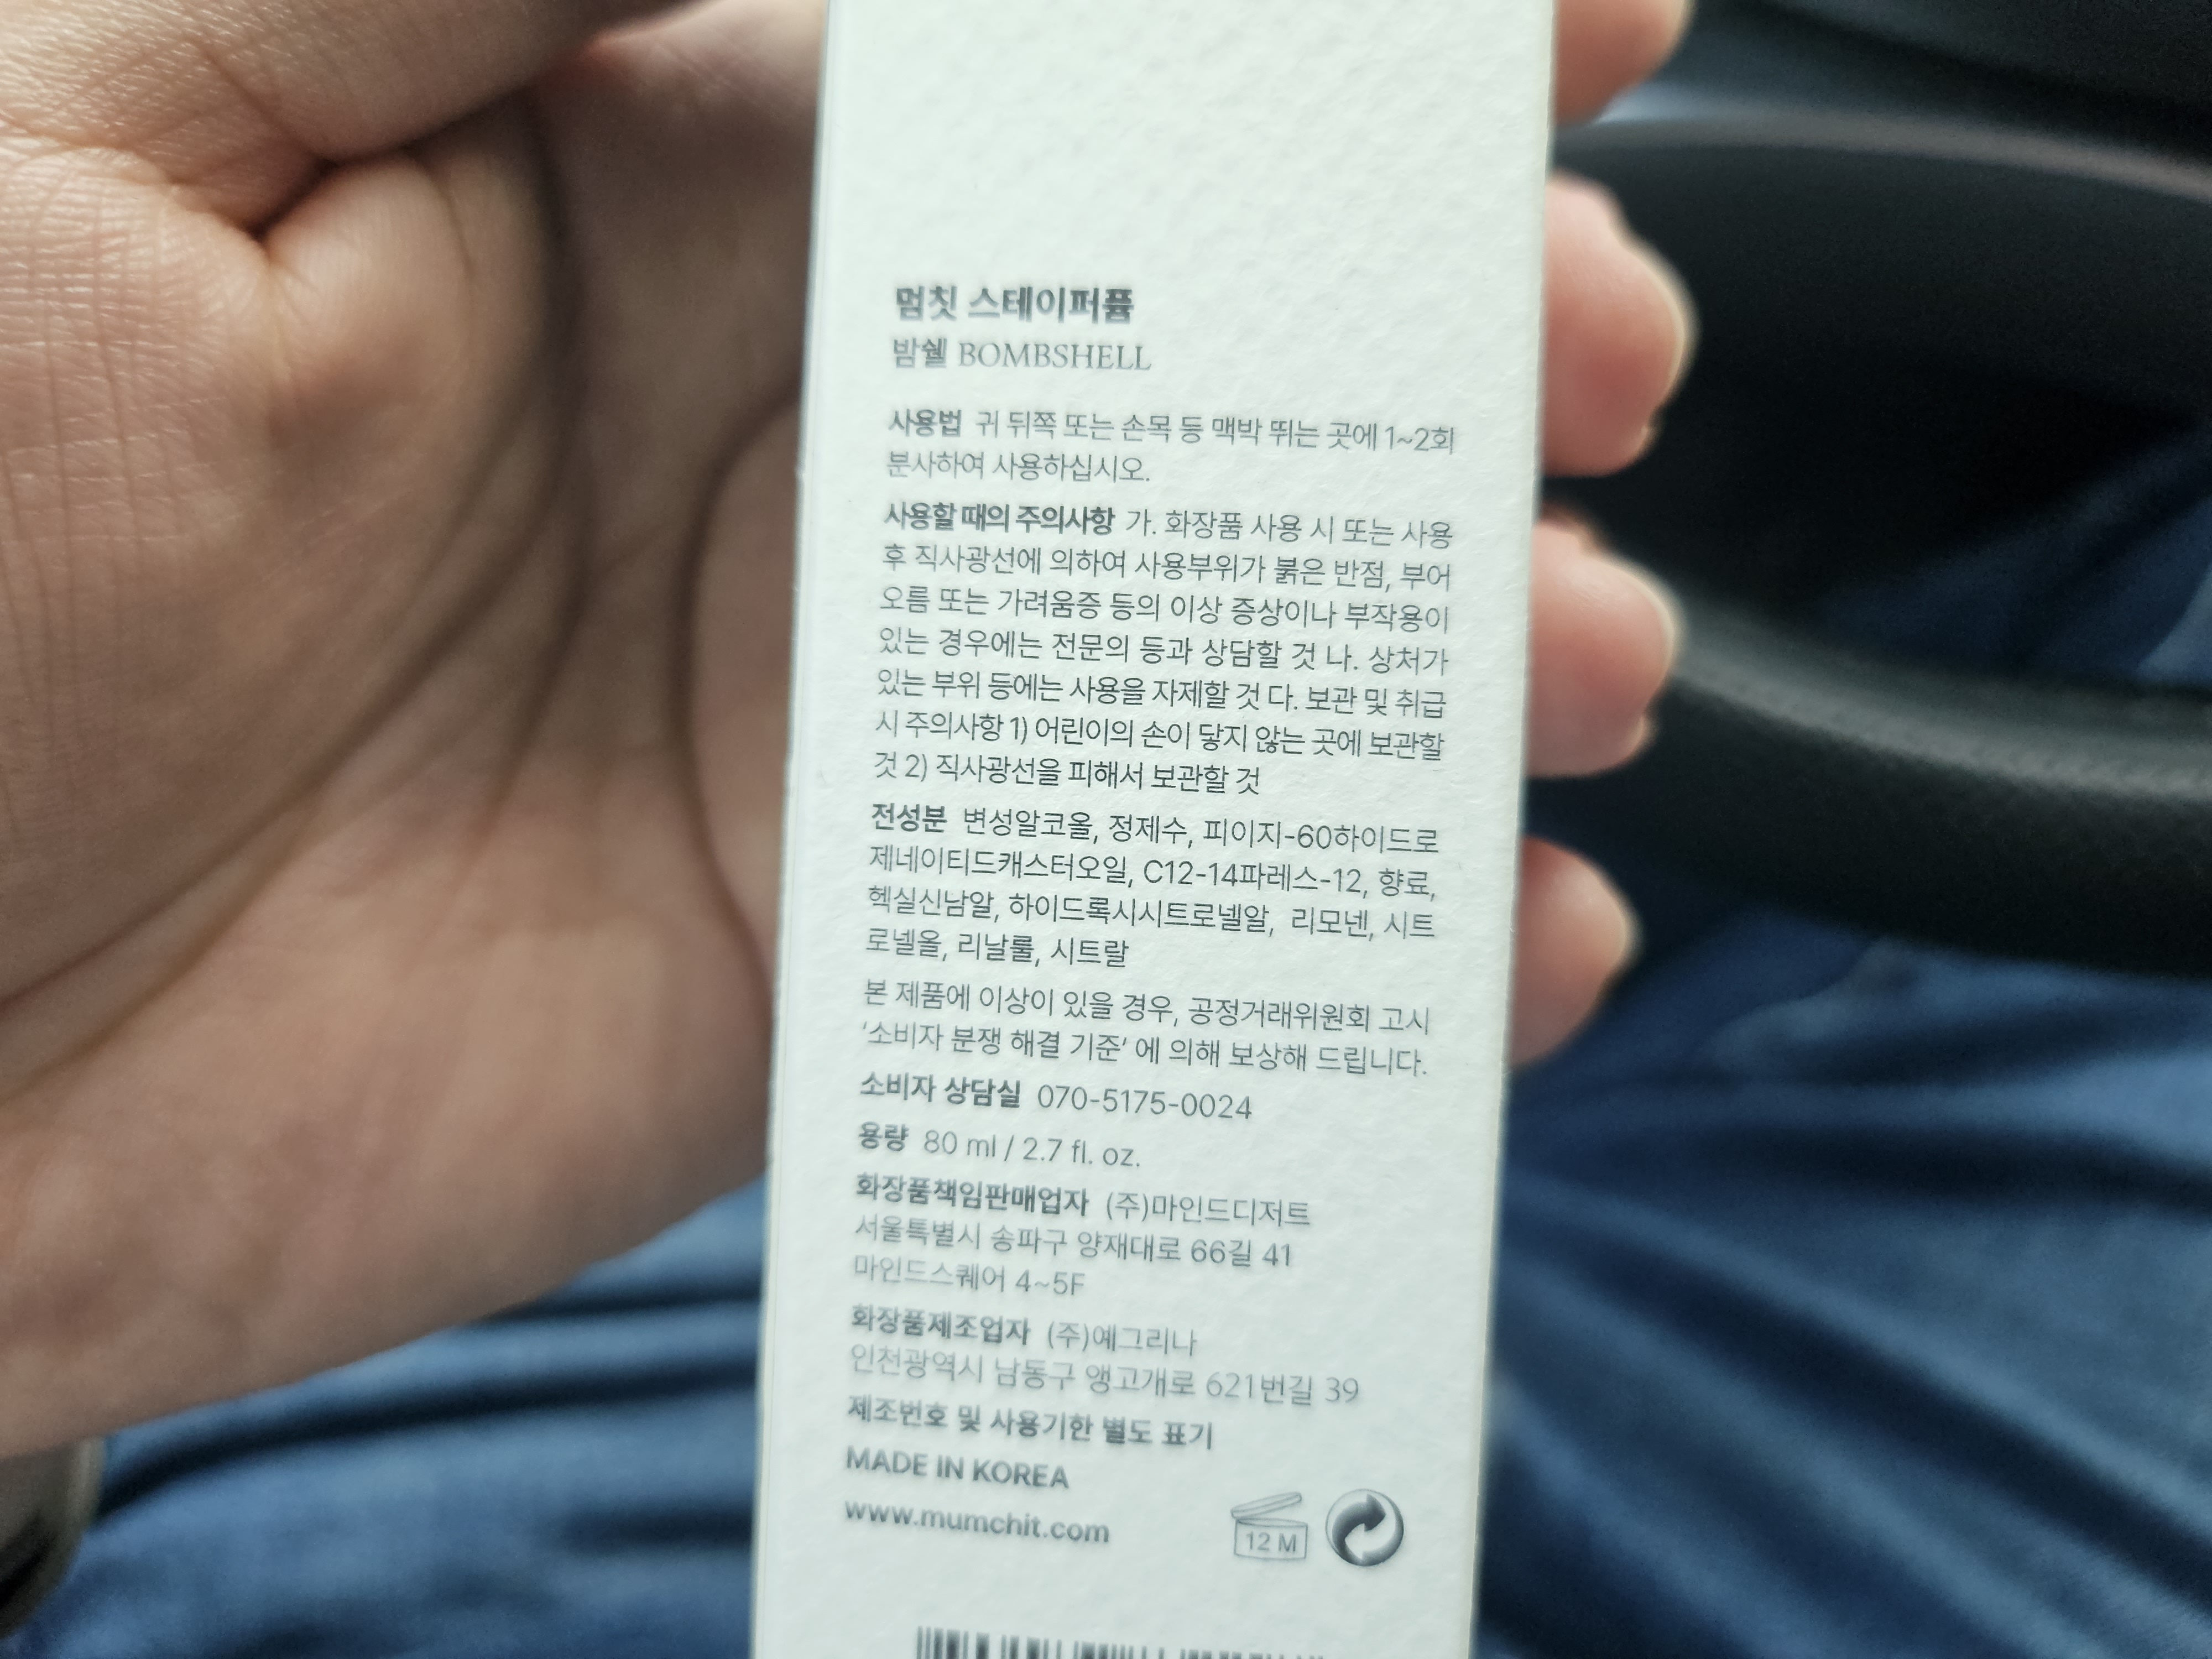 멈칫 스테이퍼퓸
밤쉘 BOMBSHELL
사용법 귀 뒤쪽 또는 손목 등 맥박 뛰는 곳에 1~2회
분사하여 사용하십시오.
사용할 때의 주의사항 가. 화장품 사용 시 또는 사용
후 직사광선에 의하여 사용부위가 붉은 반점, 부어
오름 또는 가려움증 등의 이상 증상이나 부작용이
있는 경우에는 전문의 등과 상담할 것 나. 상처가
있는 부위 등에는 사용을 자제할 것 다. 보관 및 취급
시 주의사항 1) 어린이의 손이 닿지 않는 곳에 보관할
것 2) 직사광선을 피해서 보관할 것
전성분 변성알코올, 정제수, 피이지-60하이드로
제네이티드캐스터오일, C12-14파레스-12, 향료,
헥실신남알, 하이드록시시트로넬알, 리모넨, 시트
로넬올, 리날룰, 시트랄
본 제품에 이상이 있을 경우, 공정거래위원회 고시
‘소비자 분쟁 해결 기준’ 에 의해 보상해 드립니다.
소비자 상담실 070-5175-0024
용량 80 ml / 2.7 fl. oz.
화장품책임판매업자 (주)마인드디저트
서울특별시 송파구 양재대로 66길 41
마인드스퀘어 4~5F
화장품제조업자 (주)예그리나
인천광역시 남동구 앵고개로 621번길 39
제조번호 및 사용기한 별도 표기
MADE IN KOREA
www.mumchit.com
12 M